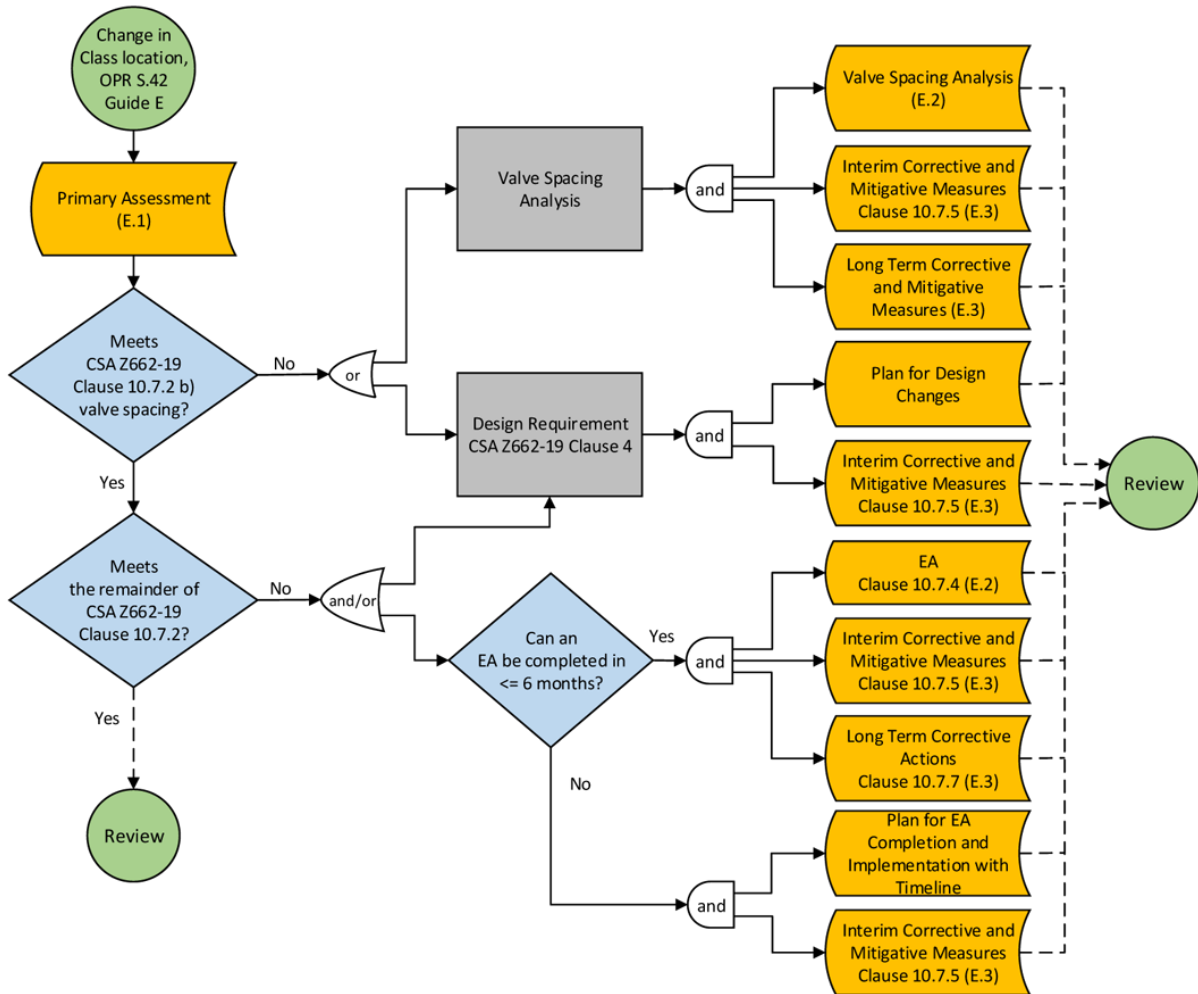 Change in
Class location,
OPR S.42
Guide E
Primary Assessment
(E.1)
Meets
CSA Z662-19
Clause 10.7.2 b)
valve spacing?
No
or
Yes
Meets
the remainder of
CSA Z662-19
Clause 10.7.2?
No
and/or
Yes
Review
Valve Spacing
Analysis
and
Valve Spacing Analysis
(E.2)
Interim Corrective and
Mitigative Measures
Clause 10.7.5 (E.3)
Long Term Corrective
and Mitigative
Measures (E.3)
Design Requirement
CSA Z662-19 Clause 4
and
Plan for Design
Changes
Interim Corrective and
Mitigative Measures
Clause 10.7.5 (E.3)
Can an
EA be completed in
<= 6 months?
Yes
and
EA
Clause 10.7.4 (E.2)
Interim Corrective and
Mitigative Measures
Clause 10.7.5 (E.3)
Long Term Corrective
Actions
Clause 10.7.7 (E.3)
No
and
Plan for EA
Completion and
Implementation with
Timeline
Interim Corrective and
Mitigative Measures
Clause 10.7.5 (E.3)
Review